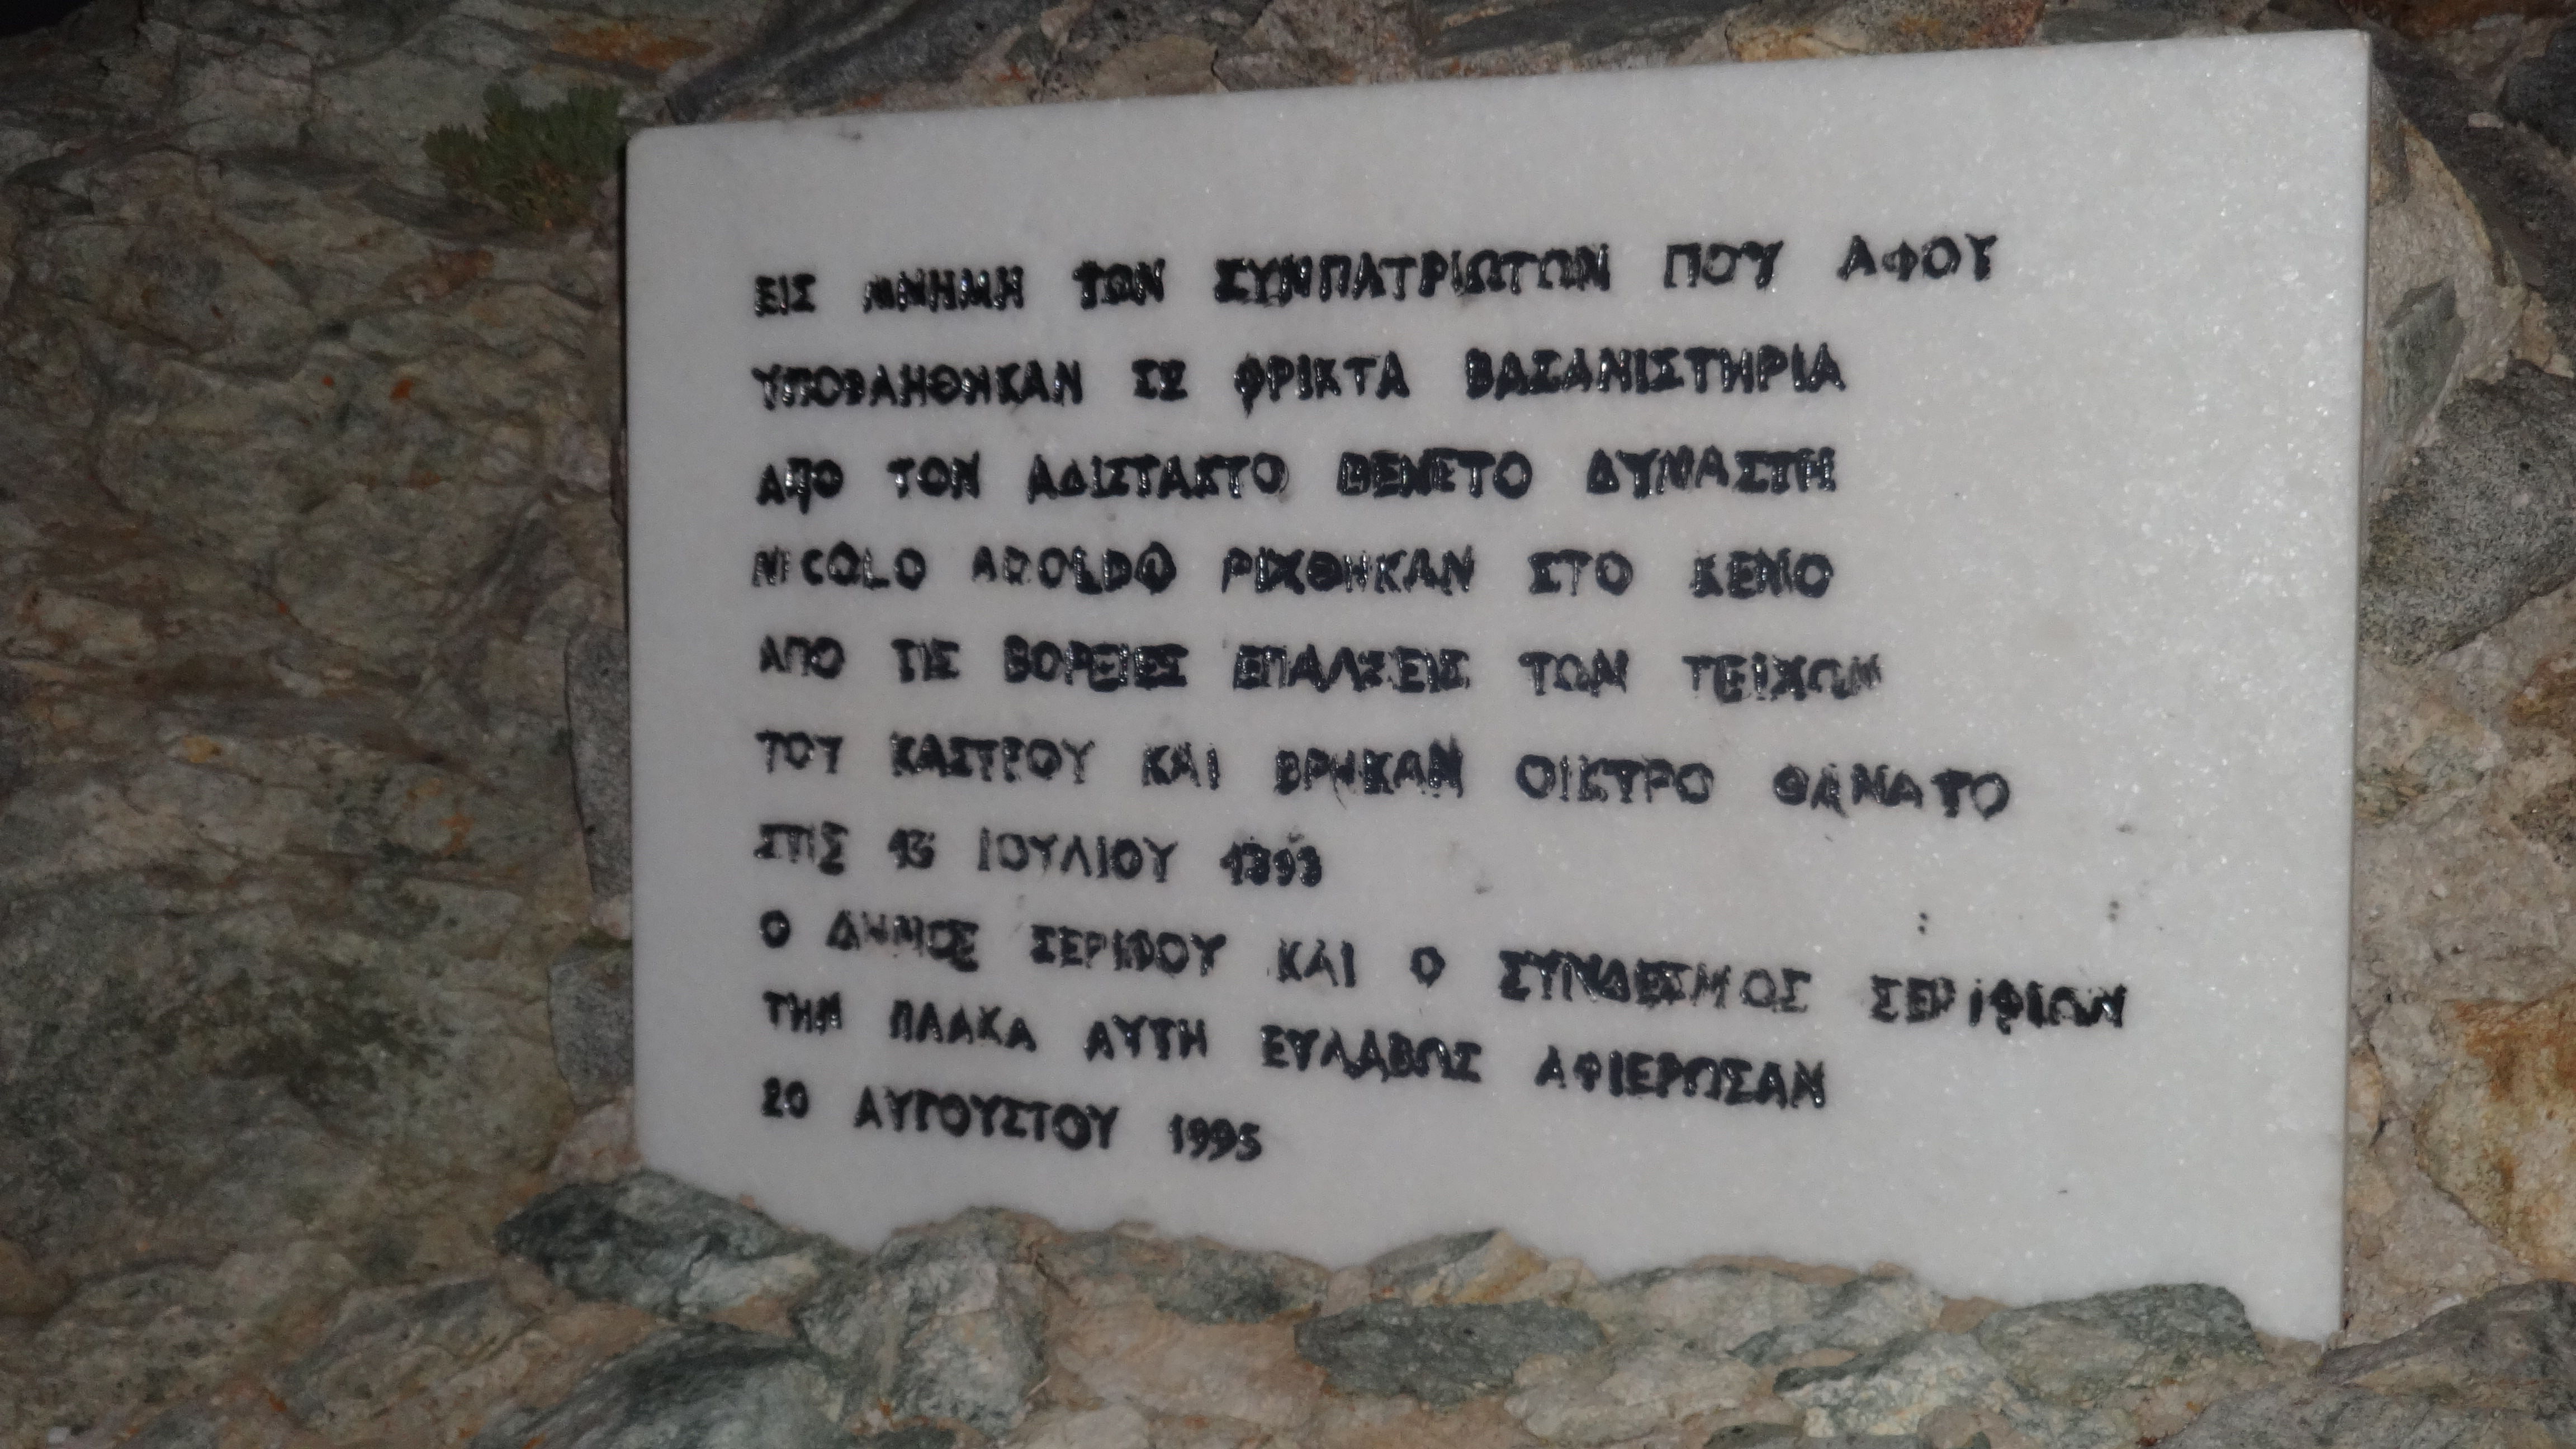 ΕΙΣ ΜΝΗΜΗ ΤΩΝ ΣΥΝΠΑΤΡΙΩΤΩΝ ΠΟΥ ΑΦΟΥ
ΥΠΟΒΛΗΘΗΚΑΝ ΣΕ ΦΡΙΚΤΑ ΒΑΣΑΝΙΣΤΗΡΙΑ
ΑΠΟ ΤΟΝ ΑΔΙΣΤΑΚΤΟ ΒΕΝΕΤΟ ΔΥΝΑΣΤΗ
NICOLO ADOLDO ΡΙΧΘΗΚΑΝ ΣΤΟ ΚΕΝΟ
ΑΠΟ ΤΙΣ ΒΟΡΕΙΕΣ ΕΠΑΛΞΕΙΣ ΤΩΝ ΤΕΙΧΩΝ
ΤΟΥ ΚΑΣΤΡΟΥ ΚΑΙ ΒΡΗΚΑΝ ΟΙΚΤΡΟ ΘΑΝΑΤΟ
ΣΤΙΣ ΙΟΥΛΙΟΥ 1393
Ο ΔΗΜΟΣ ΣΕΡΙΦΟΥ ΚΑΙ Ο ΣΥΝΔΕΣΜΟΣ ΣΕΡΙΦΙΩΝ
ΤΗΝ ΠΛΑΚΑ ΑΥΤΗ ΕΥΛΑΒΩΣ ΑΦΙΕΡΩΣΑΝ
20 ΑΥΓΟΥΣΤΟΥ 1995